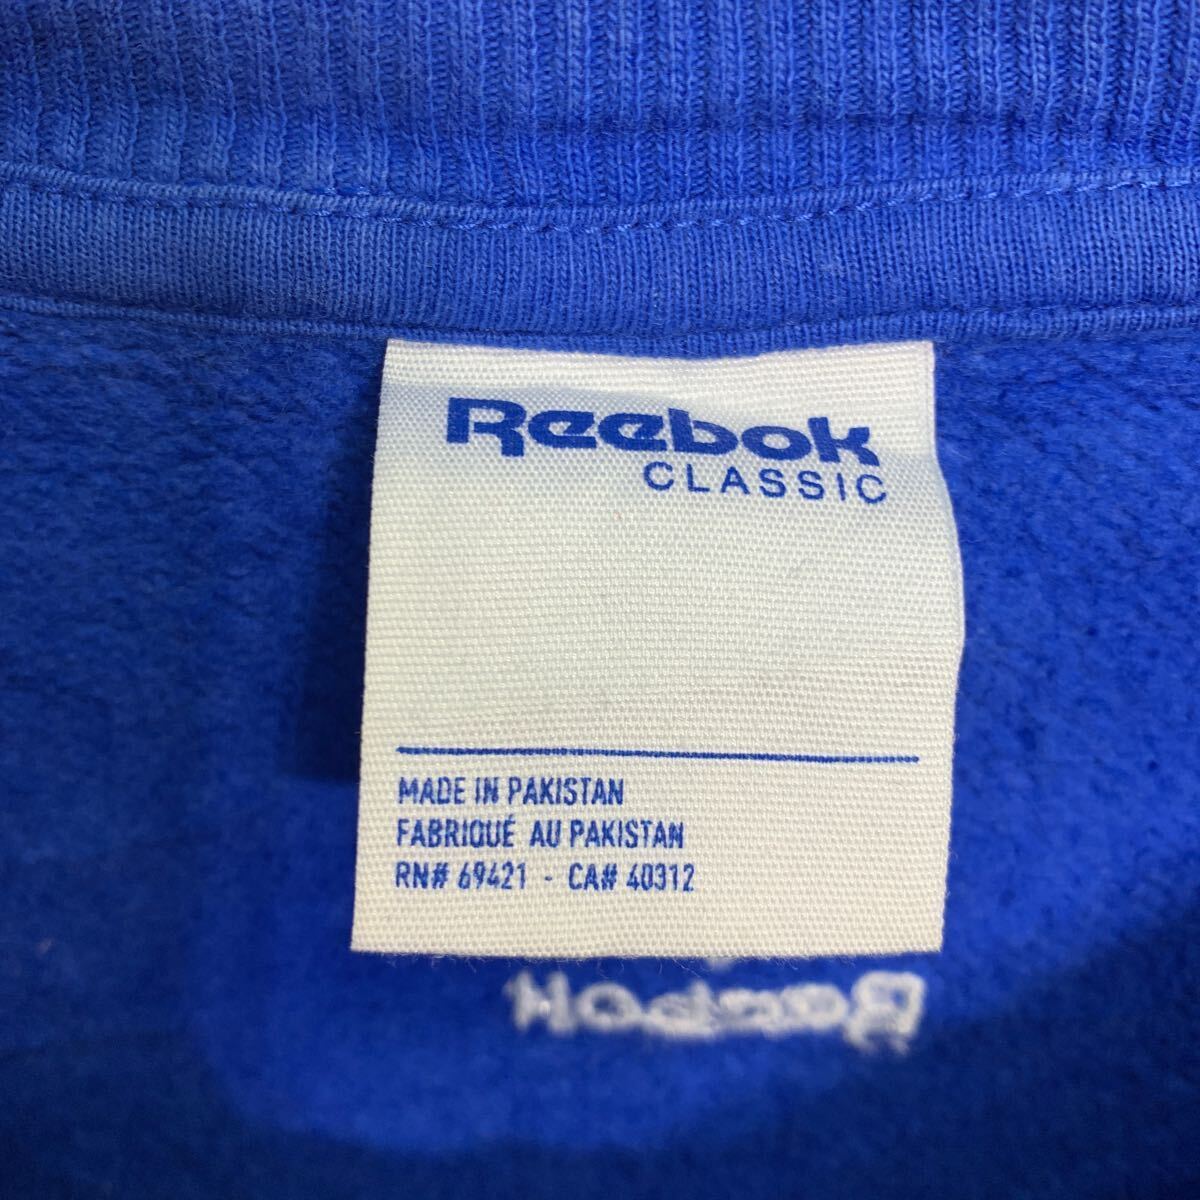 Reebok
CLASSIC
MADE IN PAKISTAN
FABRIQUÉ AU PAKISTAN
RN# 69421 - CA# 40312
Reebok